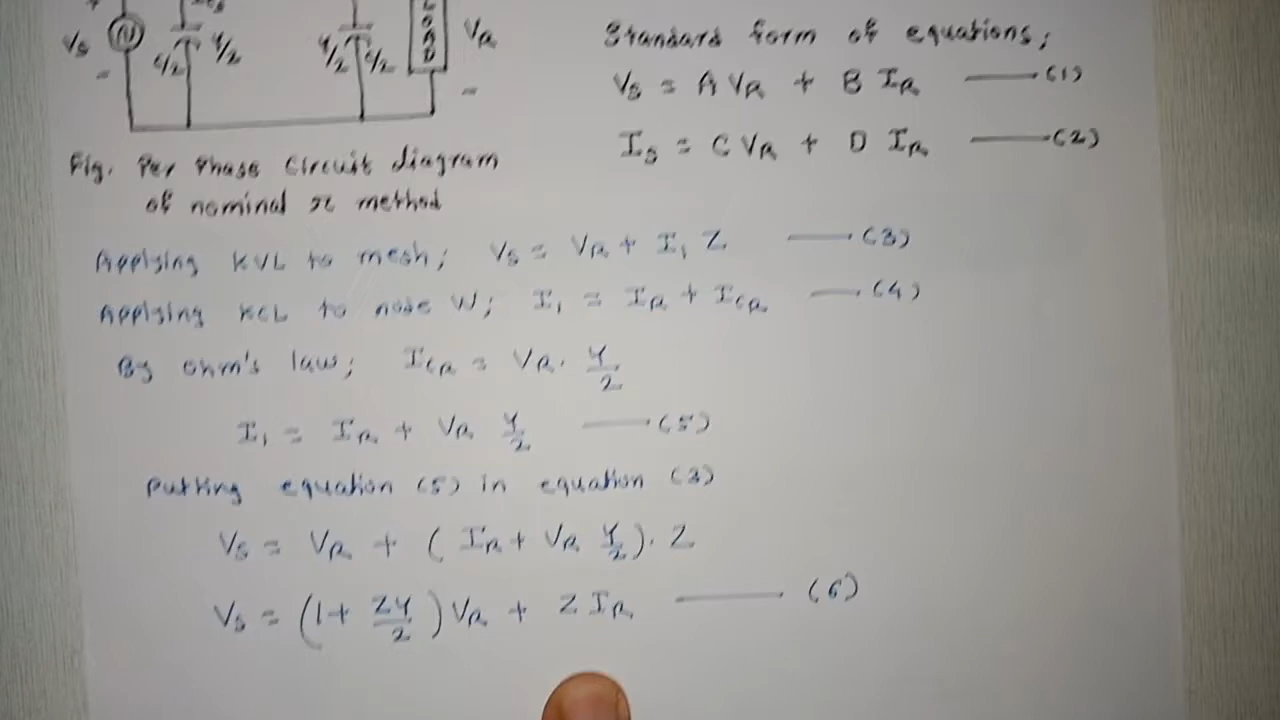 Vs
C/2
Y/2
Y/2
C/2
LOAD
VR
Standard form of equations;
Vs = A VR + B IR —— (1)
Is = C VR + D IR —— (2)
Fig. Per Phase Circuit diagram
of nominal π method
Applying KVL to mesh; Vs = VR + I1 Z —— (3)
Applying KCL to node W; I1 = IR + ICR —— (4)
By ohm's law; ICR = VR . Y/2
I1 = IR + VR Y/2 —— (5)
Putting equation (5) in equation (3)
Vs = VR + ( IR + VR Y/2 ) . Z
Vs = (1 + ZY/2 ) VR + Z IR —— (6)